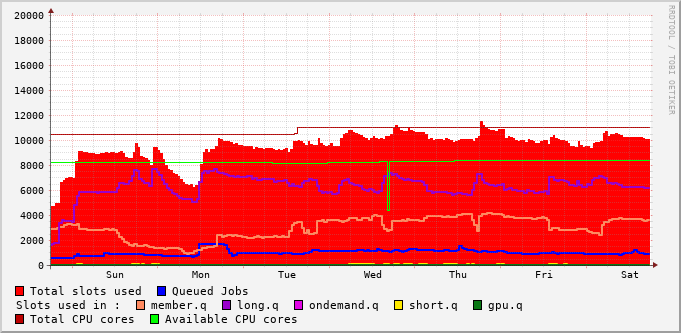 RRDTOOL / TOBI OETIKER
20000
18000
16000
14000
12000
10000
8000
6000
4000
2000
0
Sun Mon Tue Wed Thu Fri Sat
Total slots used Queued Jobs
Slots used in : member.q long.q ondemand.q short.q gpu.q
Total CPU cores Available CPU cores